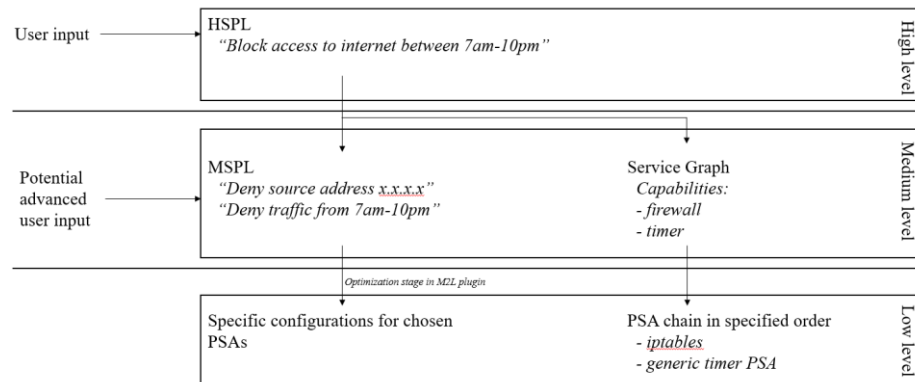 User input
HSPL
“Block access to internet between 7am-10pm”
High level
Potential
advanced
user input
MSPL
“Deny source address x.x.x.x”
“Deny traffic from 7am-10pm”
Service Graph
Capabilities:
- firewall
- timer
Medium level
Optimization stage in M2L plugin
Specific configurations for chosen
PSAs
PSA chain in specified order
- iptables
- generic timer PSA
Low level